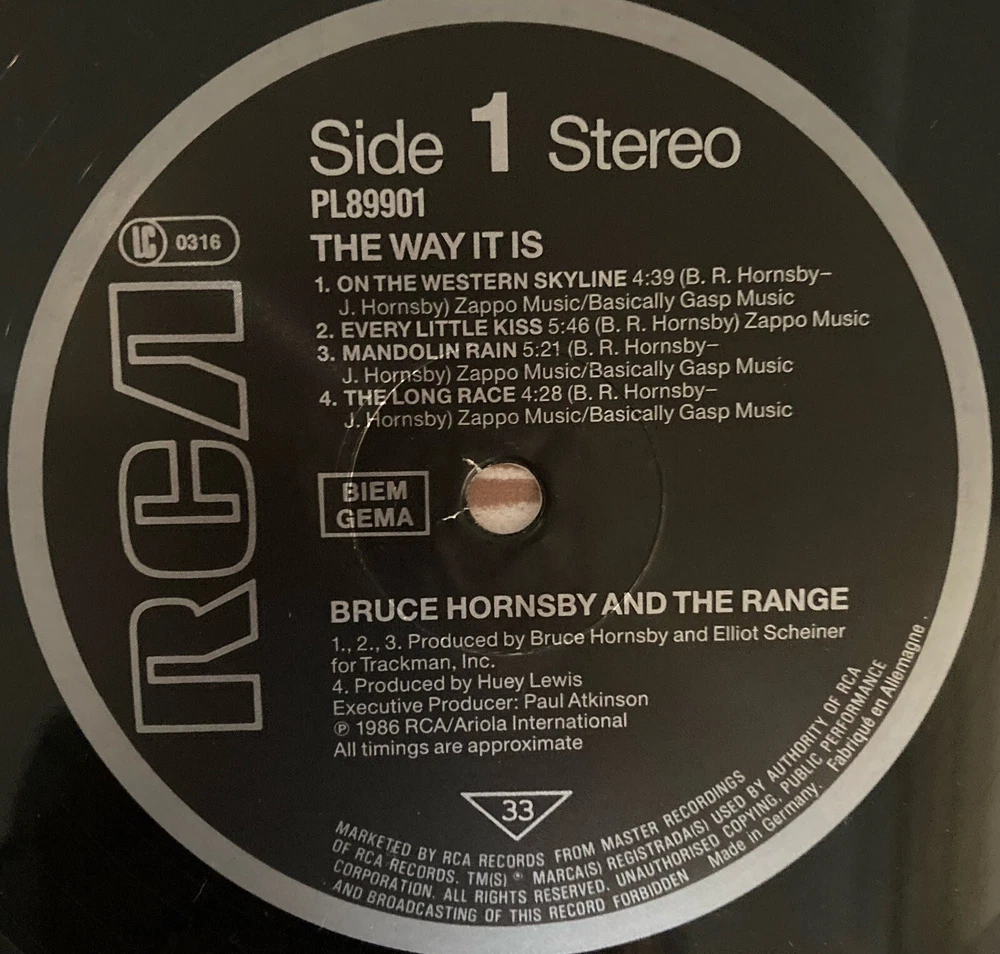 Side 1 Stereo
PL89901
LC 0316
THE WAY IT IS
1. ON THE WESTERN SKYLINE 4:39 (B. R. Hornsby–
J. Hornsby) Zappo Music/Basically Gasp Music
2. EVERY LITTLE KISS 5:46 (B. R. Hornsby) Zappo Music
3. MANDOLIN RAIN 5:21 (B. R. Hornsby–
J. Hornsby) Zappo Music/Basically Gasp Music
4. THE LONG RACE 4:28 (B. R. Hornsby–
J. Hornsby) Zappo Music/Basically Gasp Music
RCA
BIEM
GEMA
BRUCE HORNSBY AND THE RANGE
1., 2., 3. Produced by Bruce Hornsby and Elliot Scheiner
for Trackman, Inc.
4. Produced by Huey Lewis
Executive Producer: Paul Atkinson
℗ 1986 RCA/Ariola International
All timings are approximate
33
MARKETED BY RCA RECORDS FROM MASTER RECORDINGS
OF RCA RECORDS. TM(S) ® MARCA(S) REGISTRADA(S) USED BY AUTHORITY OF RCA
CORPORATION. ALL RIGHTS RESERVED. UNAUTHORISED COPYING, PUBLIC PERFORMANCE
AND BROADCASTING OF THIS RECORD FORBIDDEN Made in Germany. Fabriqué en Allemagne.